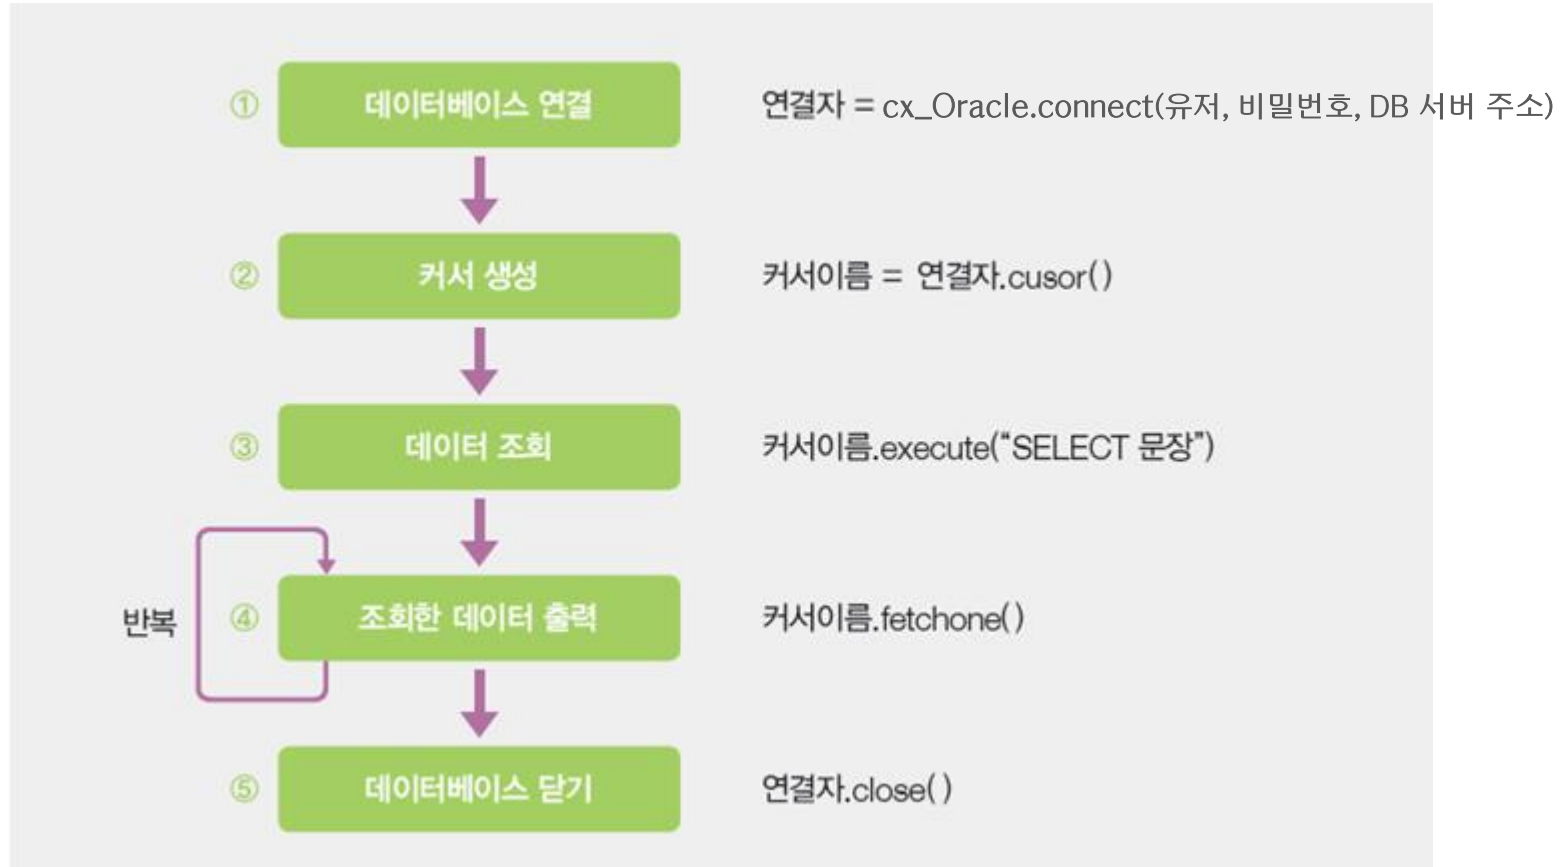 ① 데이터베이스 연결 연결자 = cx_Oracle.connect(유저, 비밀번호, DB 서버 주소)
② 커서 생성 커서이름 = 연결자.cusor()
③ 데이터 조회 커서이름.execute("SELECT 문장")
반복 ④ 조회한 데이터 출력 커서이름.fetchone()
⑤ 데이터베이스 닫기 연결자.close()